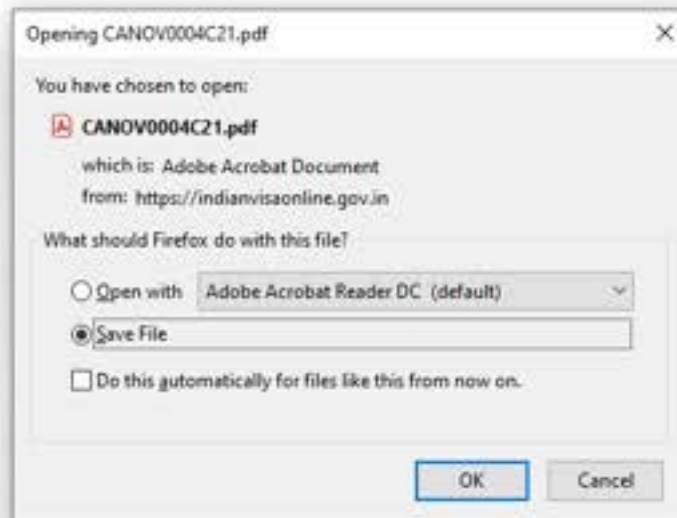 Opening CANOV0004C21.pdf
You have chosen to open:
CANOV0004C21.pdf
which is: Adobe Acrobat Document
from: https://indianvisaonline.gov.in
What should Firefox do with this file?
Open with Adobe Acrobat Reader DC (default)
Save File
Do this automatically for files like this from now on.
OK Cancel